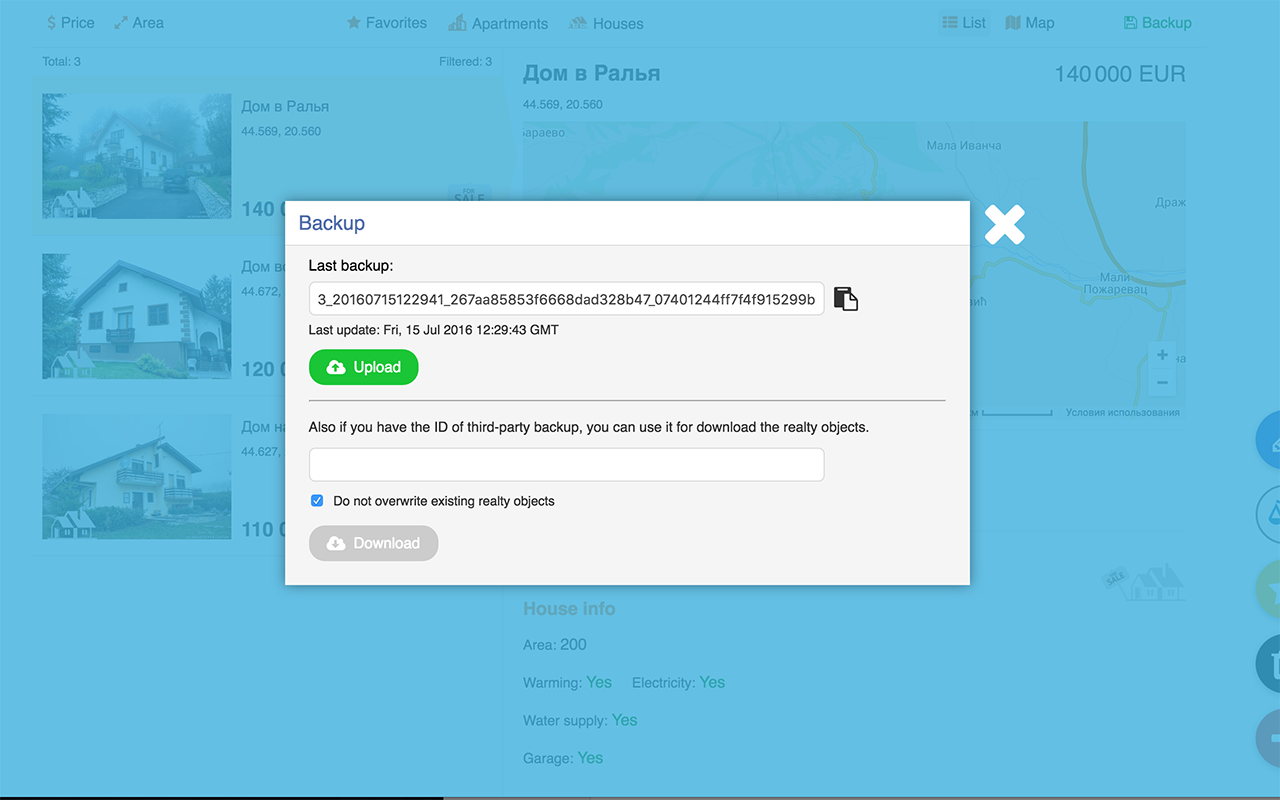 Price Area Favorites Apartments Houses List Map Backup
Total: 3 Filtered: 3
Дом в Ралья
44.569, 20.560
140
FOR
SALE
Дом
44.672,
120
Дом
44.627,
110
Дом в Ралья 140 000 EUR
44.569, 20.560
Мала Иванча
Мали
Пожаревац
+
−
Условия использования
Backup
Last backup:
3_20160715122941_267aa85853f6668dad328b47_07401244ff7f4f915299b
Last update: Fri, 15 Jul 2016 12:29:43 GMT
Upload
Also if you have the ID of third-party backup, you can use it for download the realty objects.
Do not overwrite existing realty objects
Download
SALE
House info
Area: 200
Warming: Yes Electricity: Yes
Water supply: Yes
Garage: Yes